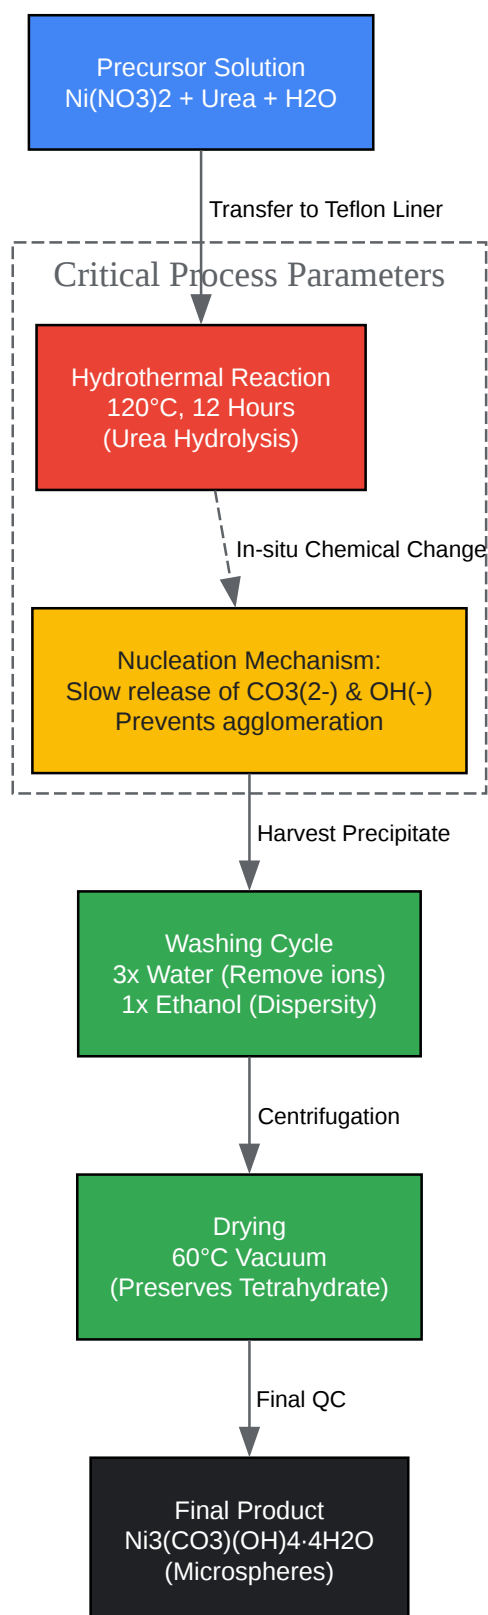 Precursor Solution
Ni(NO3)2 + Urea + H2O
Transfer to Teflon Liner
Critical Process Parameters
Hydrothermal Reaction
120°C, 12 Hours
(Urea Hydrolysis)
In-situ Chemical Change
Nucleation Mechanism:
Slow release of CO3(2-) & OH(-)
Prevents agglomeration
Harvest Precipitate
Washing Cycle
3x Water (Remove ions)
1x Ethanol (Dispersity)
Centrifugation
Drying
60°C Vacuum
(Preserves Tetrahydrate)
Final QC
Final Product
Ni3(CO3)(OH)4·4H2O
(Microspheres)